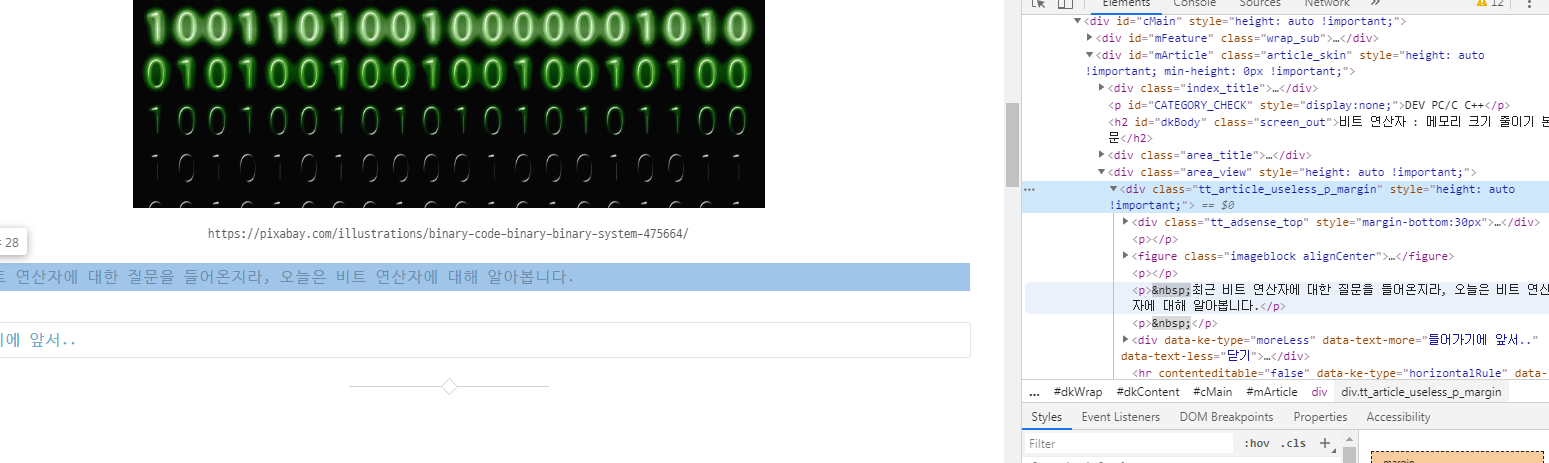 10011010010000001010
https://pixabay.com/illustrations/binary-code-binary-binary-system-475664/
28
연산자에 대한 질문을 들어온지라, 오늘은 비트 연산자에 대해 알아봅니다.
앞서..
Elements Console Sources Network » 12
▼<div id="cMain" style="height: auto !important;">
▶<div id="mFeature" class="wrap_sub">…</div>
▼<div id="mArticle" class="article_skin" style="height: auto
!important; min-height: 0px !important;">
▶<div class="index_title">…</div>
<p id="CATEGORY_CHECK" style="display:none;">DEV PC/C C++</p>
<h2 id="dkBody" class="screen_out">비트 연산자 : 메모리 크기 줄이기 본
문</h2>
▶<div class="area_title">…</div>
▼<div class="area_view" style="height: auto !important;">
… ▼<div class="tt_article_useless_p_margin" style="height: auto
!important;"> == $0
▶<div class="tt_adsense_top" style="margin-bottom:30px">…</div>
<p></p>
▶<figure class="imageblock alignCenter">…</figure>
<p></p>
<p>&nbsp;최근 비트 연산자에 대한 질문을 들어온지라, 오늘은 비트 연산
자에 대해 알아봅니다.</p>
<p>&nbsp;</p>
▶<div data-ke-type="moreLess" data-text-more="들어가기에 앞서.."
data-text-less="닫기">…</div>
<hr contenteditable="false" data-ke-type="horizontalRule" data-
… #dkWrap #dkContent #cMain #mArticle div div.tt_article_useless_p_margin
Styles Event Listeners DOM Breakpoints Properties Accessibility
Filter :hov .cls +
margin